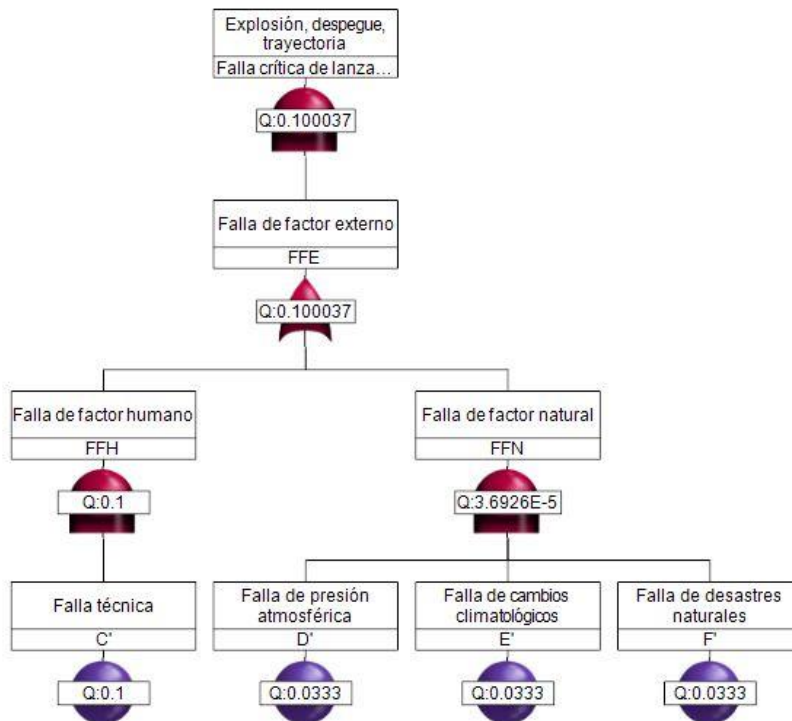 Explosión, despegue,
trayectoria
Falla crítica de lanza...
Q:0.100037
Falla de factor externo
FFE
Q:0.100037
Falla de factor humano
FFH
Q:0.1
Falla de factor natural
FFN
Q:3.6926E-5
Falla técnica
C'
Q:0.1
Falla de presión
atmosférica
D'
Q:0.0333
Falla de cambios
climatológicos
E'
Q:0.0333
Falla de desastres
naturales
F'
Q:0.0333